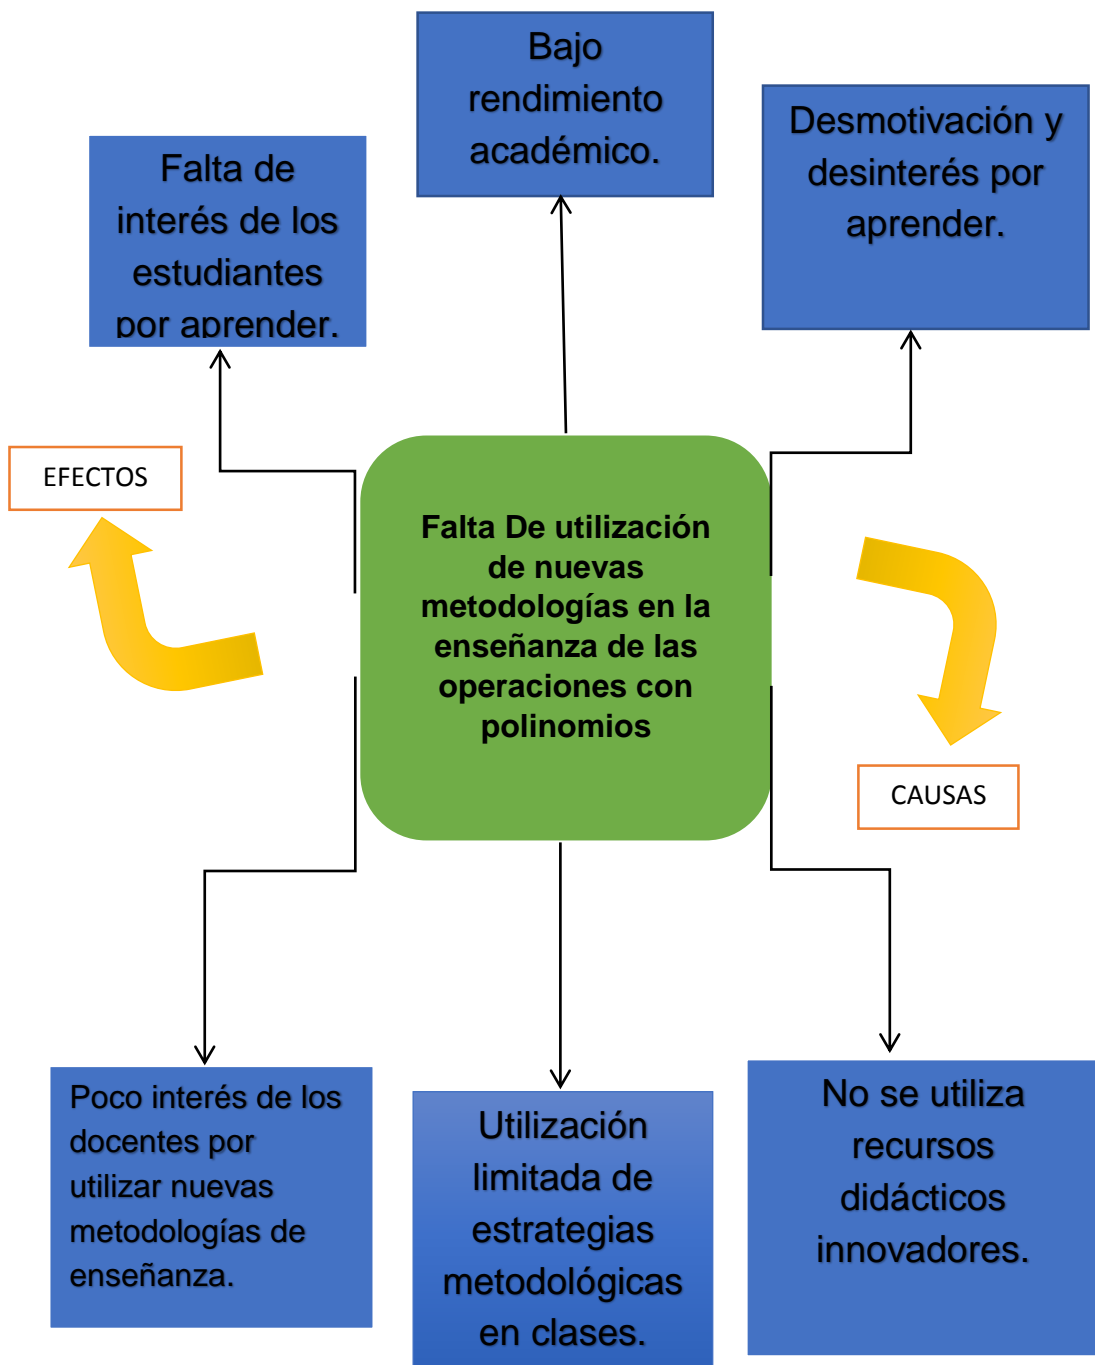 Bajo
rendimiento
académico.
Desmotivación y
desinterés por
aprender.
Falta de
interés de los
estudiantes
por aprender.
EFECTOS
Falta De utilización
de nuevas
metodologías en la
enseñanza de las
operaciones con
polinomios
CAUSAS
Poco interés de los
docentes por
utilizar nuevas
metodologías de
enseñanza.
Utilización
limitada de
estrategias
metodológicas
en clases.
No se utiliza
recursos
didácticos
innovadores.